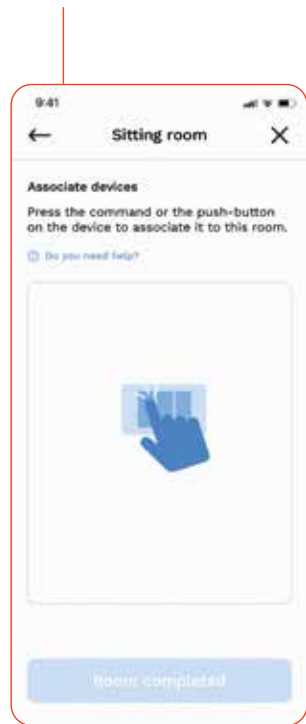 9:41
Sitting room
Associate devices
Press the command or the push-button
on the device to associate it to this room.
Do you need help?
Room completed